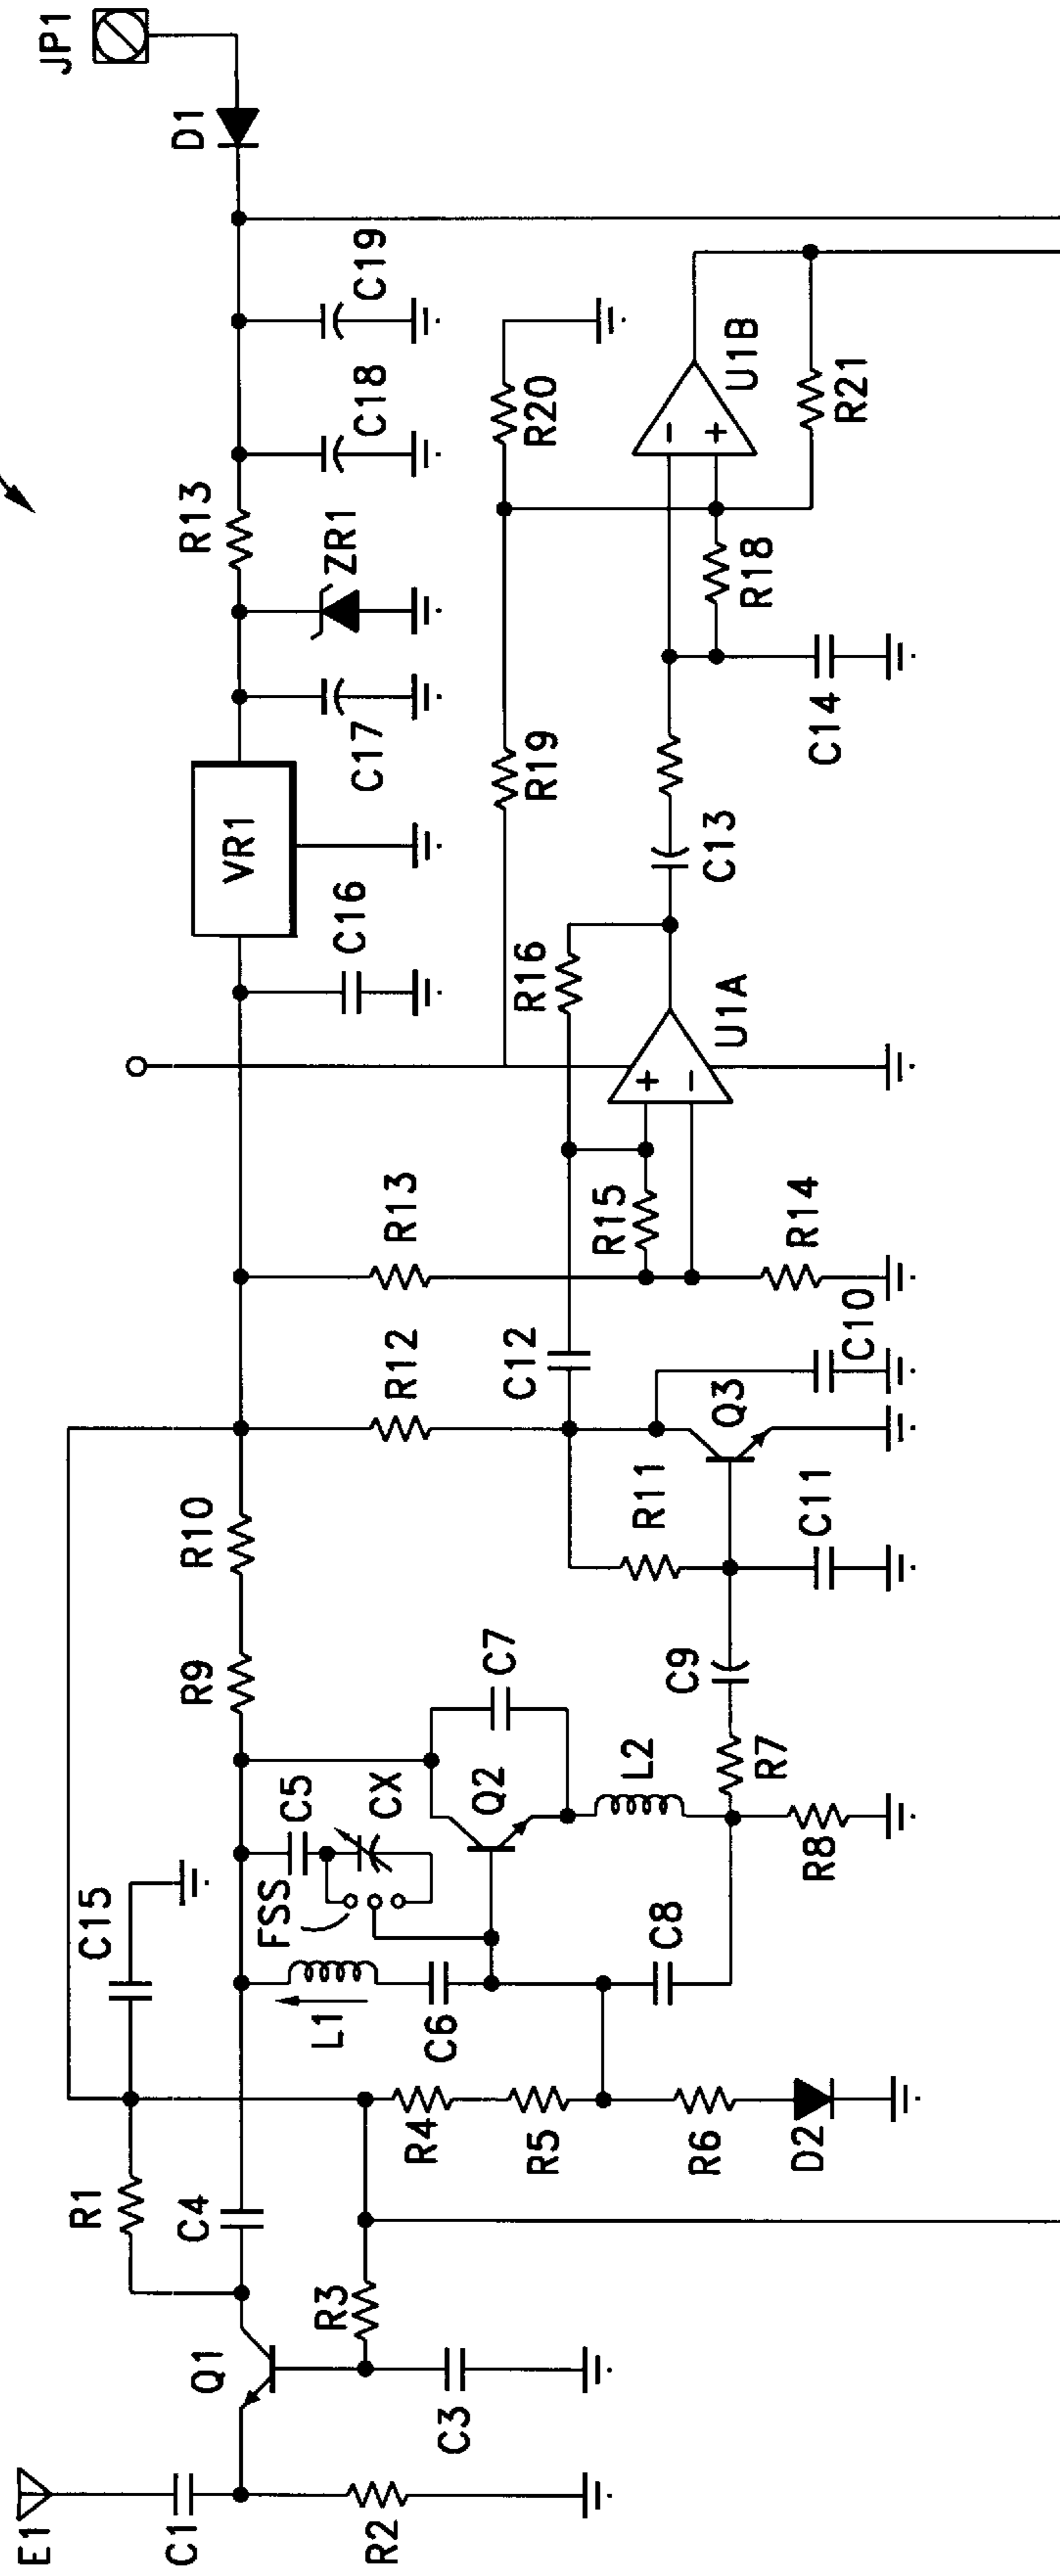 JP1
D1
C19
C18
R13
ZR1
C17
VR1
C16
R20
U1B
-
+
R21
R18
C14
R19
C13
R16
U1A
+
-
R15
R13
R14
R12
C12
C10
Q3
R11
C11
R10
R9
C7
C9
R7
L2
Q2
CX
C5
FSS
R8
C15
C8
L1
C6
R4
R5
R6
D2
R1
C4
R3
Q1
C3
E1
C1
R2